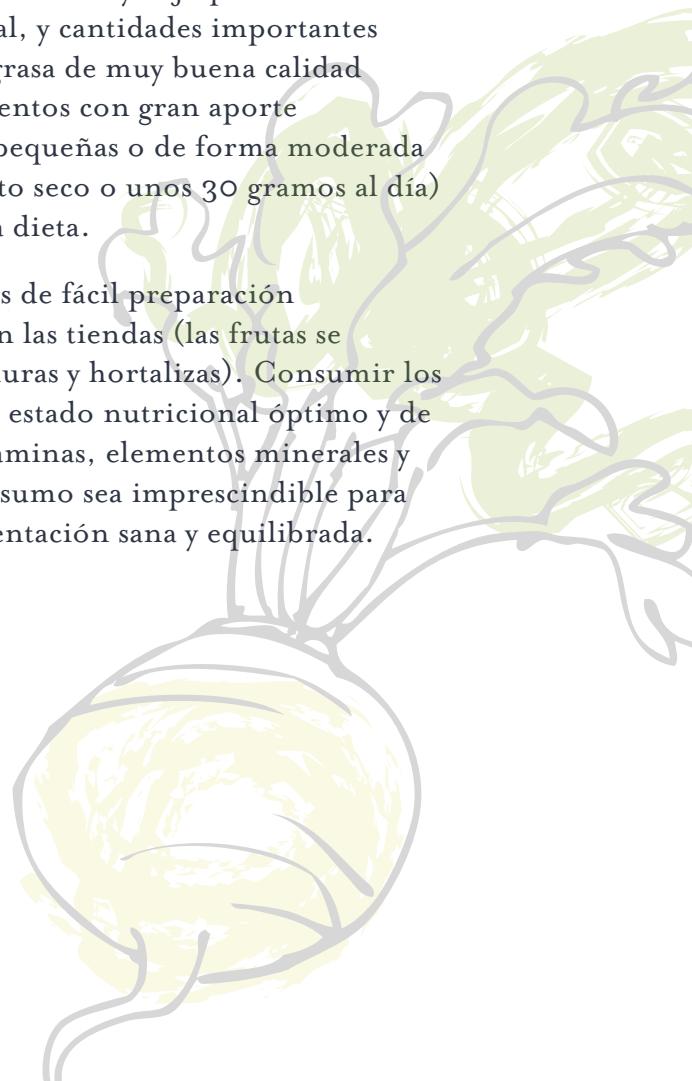 al, y cantidades importantes
grasa de muy buena calidad
entos con gran aporte
pequeñas o de forma moderada
to seco o unos 30 gramos al día)
dieta.
s de fácil preparación
n las tiendas (las frutas se
uras y hortalizas). Consumir los
estado nutricional óptimo y de
minas, elementos minerales y
sumo sea imprescindible para
entación sana y equilibrada.